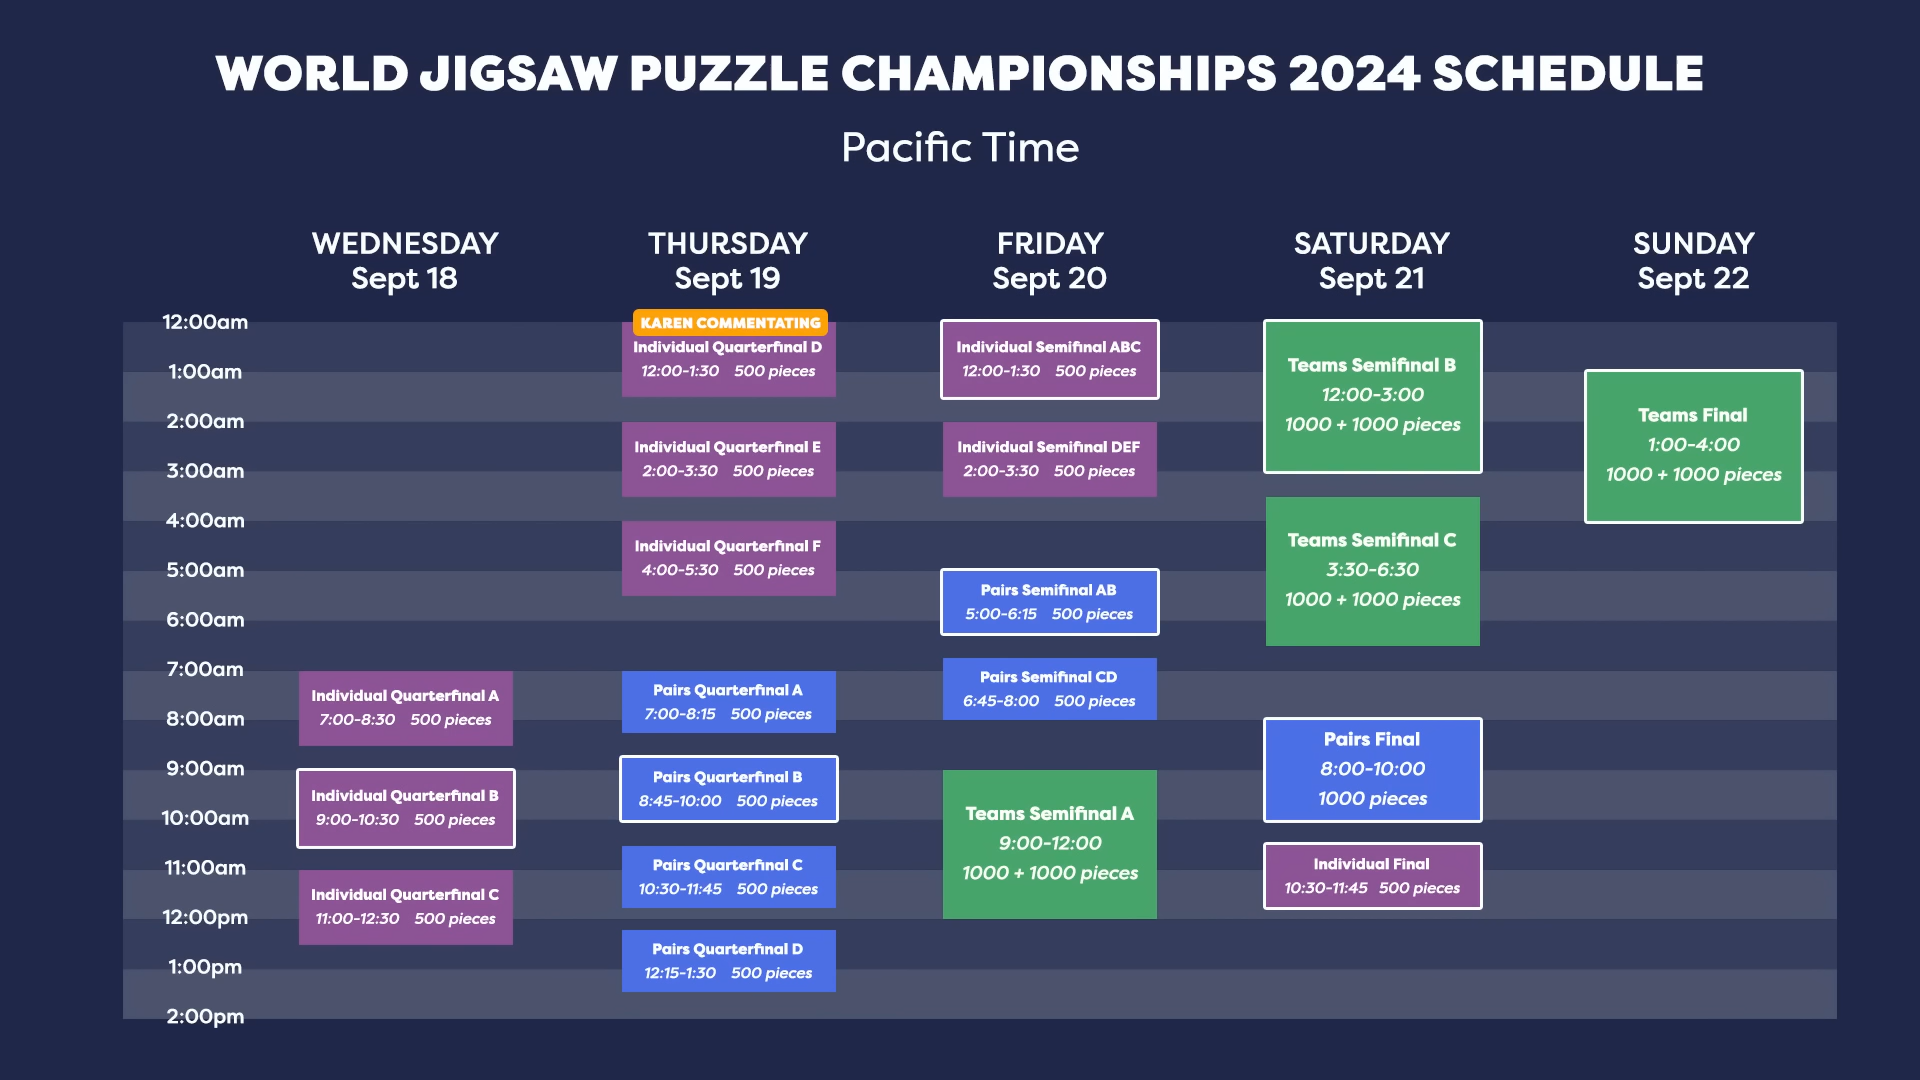 WORLD JIGSAW PUZZLE CHAMPIONSHIPS 2024 SCHEDULE
Pacific Time
WEDNESDAY
Sept 18
THURSDAY
Sept 19
FRIDAY
Sept 20
SATURDAY
Sept 21
SUNDAY
Sept 22
12:00am
1:00am
2:00am
3:00am
4:00am
5:00am
6:00am
7:00am
8:00am
9:00am
10:00am
11:00am
12:00pm
1:00pm
2:00pm
Individual Quarterfinal A
7:00-8:30 500 pieces
Individual Quarterfinal B
9:00-10:30 500 pieces
Individual Quarterfinal C
11:00-12:30 500 pieces
KAREN COMMENTATING
Individual Quarterfinal D
12:00-1:30 500 pieces
Individual Quarterfinal E
2:00-3:30 500 pieces
Individual Quarterfinal F
4:00-5:30 500 pieces
Pairs Quarterfinal A
7:00-8:15 500 pieces
Pairs Quarterfinal B
8:45-10:00 500 pieces
Pairs Quarterfinal C
10:30-11:45 500 pieces
Pairs Quarterfinal D
12:15-1:30 500 pieces
Individual Semifinal ABC
12:00-1:30 500 pieces
Individual Semifinal DEF
2:00-3:30 500 pieces
Pairs Semifinal AB
5:00-6:15 500 pieces
Pairs Semifinal CD
6:45-8:00 500 pieces
Teams Semifinal A
9:00-12:00
1000 + 1000 pieces
Teams Semifinal B
12:00-3:00
1000 + 1000 pieces
Teams Semifinal C
3:30-6:30
1000 + 1000 pieces
Pairs Final
8:00-10:00
1000 pieces
Individual Final
10:30-11:45 500 pieces
Teams Final
1:00-4:00
1000 + 1000 pieces